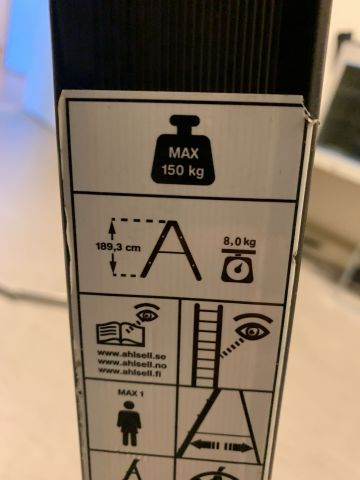 MAX
150 kg
189,3 cm
8,0 kg
www.ahlsell.se
www.ahlsell.no
www.ahlsell.fi
MAX 1